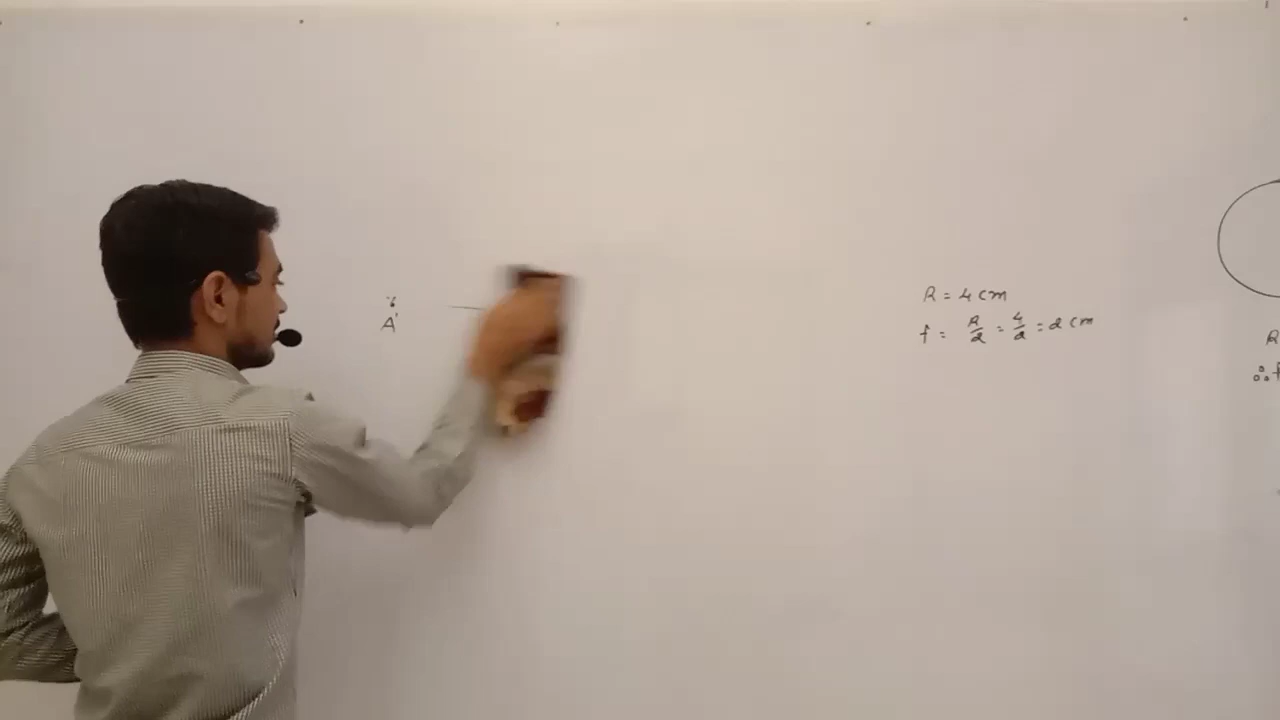 A'
R = 4 cm
f = R/2 = 4/2 = 2 cm
R
∴ f